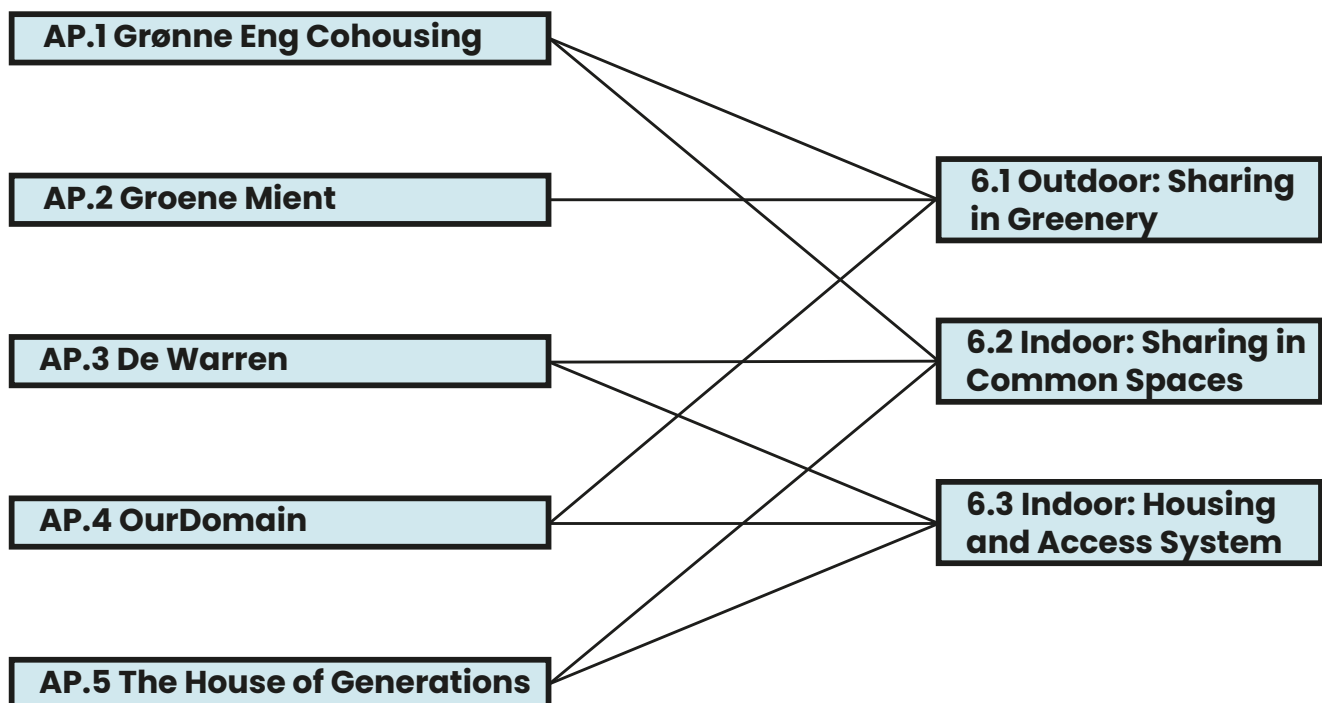 AP.1 Grønne Eng Cohousing
AP.2 Groene Mient
AP.3 De Warren
AP.4 OurDomain
AP.5 The House of Generations
6.1 Outdoor: Sharing
in Greenery
6.2 Indoor: Sharing in
Common Spaces
6.3 Indoor: Housing
and Access System